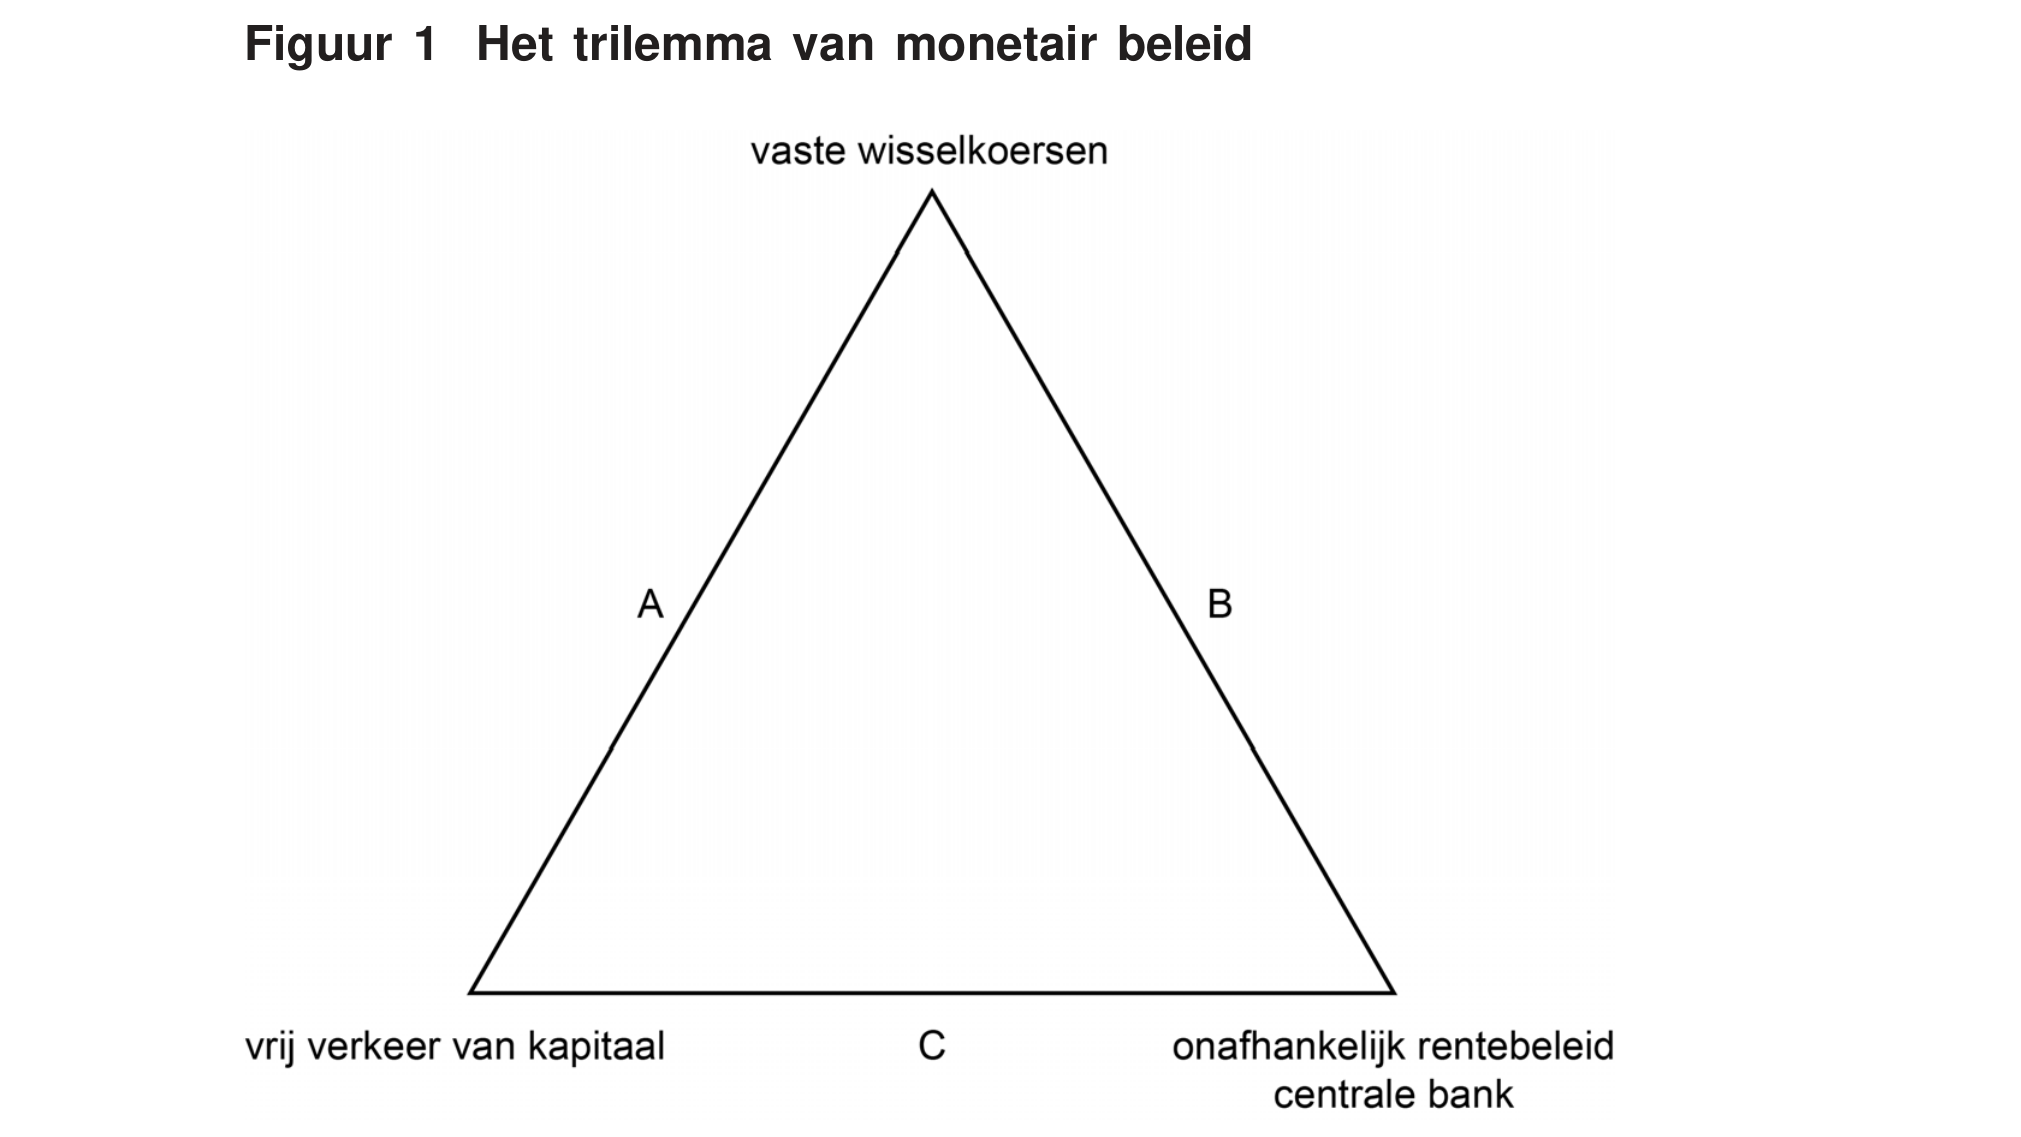 Figuur 1 Het trilemma van monetair beleid
vaste wisselkoersen
A
B
vrij verkeer van kapitaal
C
onafhankelijk rentebeleid
centrale bank